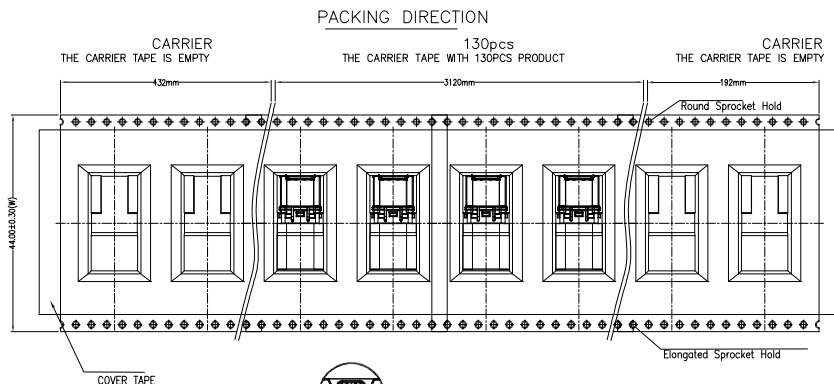 PACKING DIRECTION
CARRIER
THE CARRIER TAPE IS EMPTY
130pcs
THE CARRIER TAPE WITH 130PCS PRODUCT
CARRIER
THE CARRIER TAPE IS EMPTY
432mm
3120mm
192mm
Round Sprocket Hold
44.00±0.30(W)
Elongated Sprocket Hold
COVER TAPE